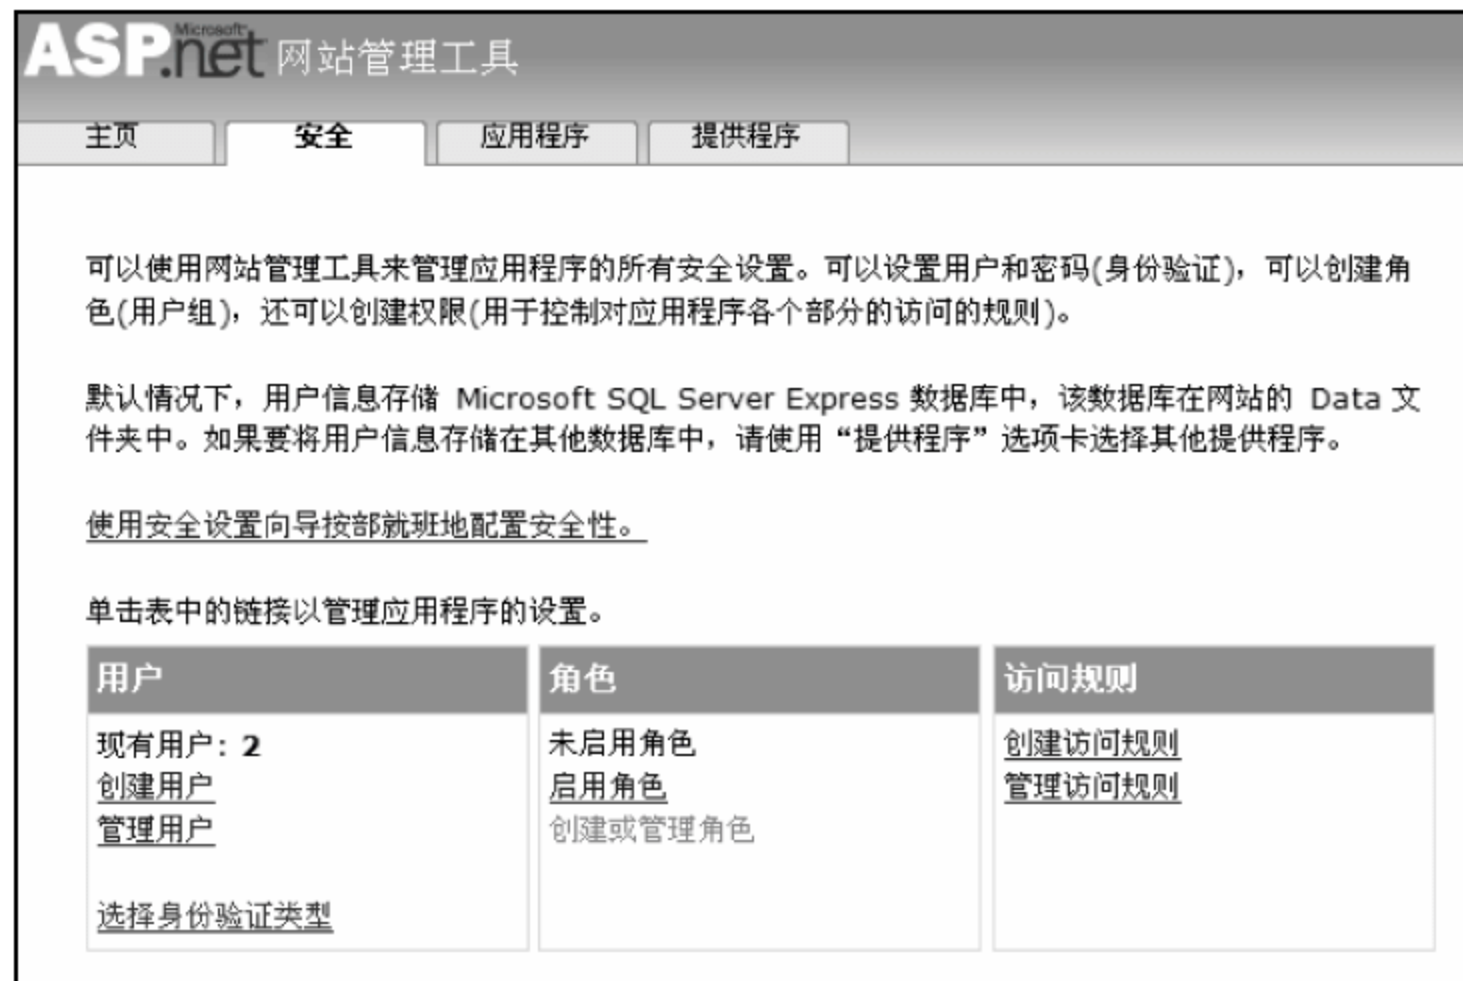 ASP.net Microsoft 网站管理工具
主页 安全 应用程序 提供程序
可以使用网站管理工具来管理应用程序的所有安全设置。可以设置用户和密码(身份验证)，可以创建角
色(用户组)，还可以创建权限(用于控制对应用程序各个部分的访问的规则)。
默认情况下，用户信息存储 Microsoft SQL Server Express 数据库中，该数据库在网站的 Data 文
件夹中。如果要将用户信息存储在其他数据库中，请使用“提供程序”选项卡选择其他提供程序。
使用安全设置向导按部就班地配置安全性。
单击表中的链接以管理应用程序的设置。
用户 角色 访问规则
现有用户: 2 未启用角色 创建访问规则
创建用户 启用角色 管理访问规则
管理用户 创建或管理角色
选择身份验证类型